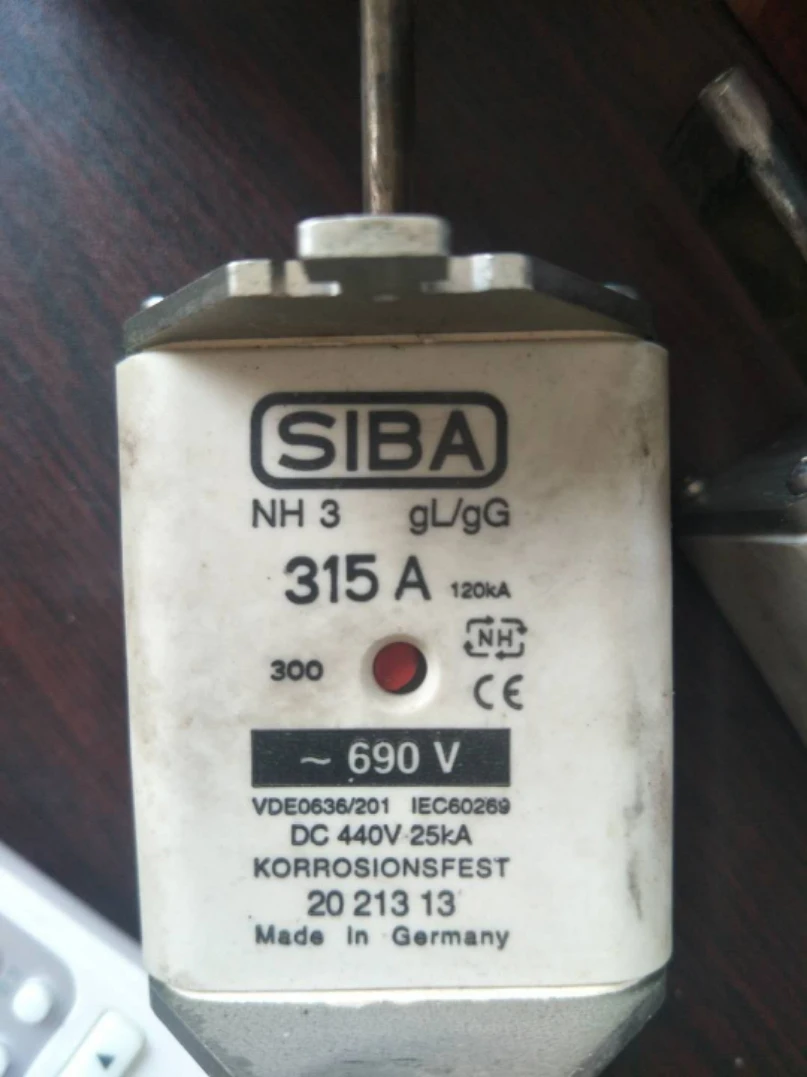 SIBA
NH 3 gL/gG
315 A 120kA
NH
300
CE
~ 690 V
VDE0636/201 IEC60269
DC 440V 25kA
KORROSIONSFEST
20 213 13
Made in Germany